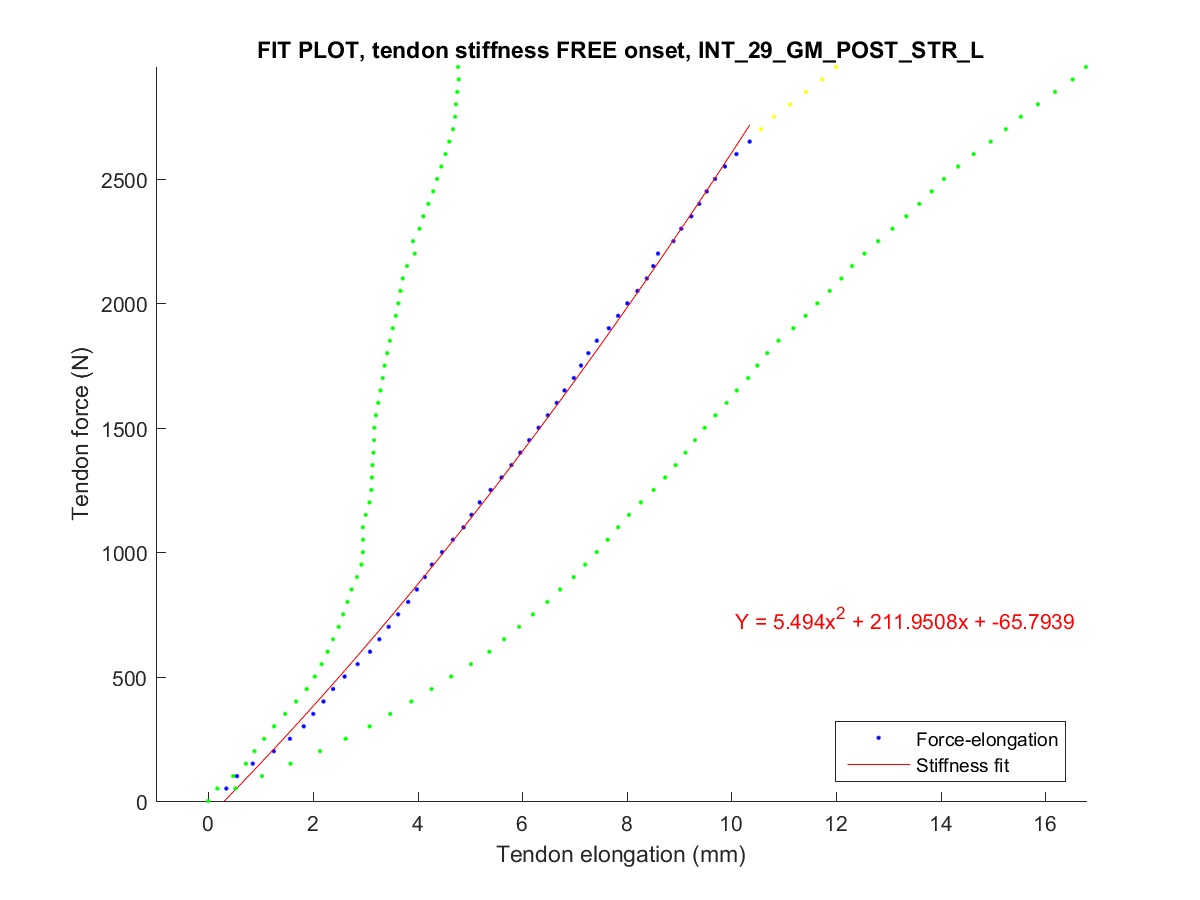 FIT PLOT, tendon stiffness FREE onset, INT_29_GM_POST_STR_L
Tendon force (N)
2500
2000
1500
1000
500
0
Y = 5.494x² + 211.9508x + -65.7939
Force-elongation
Stiffness fit
0 2 4 6 8 10 12 14 16
Tendon elongation (mm)